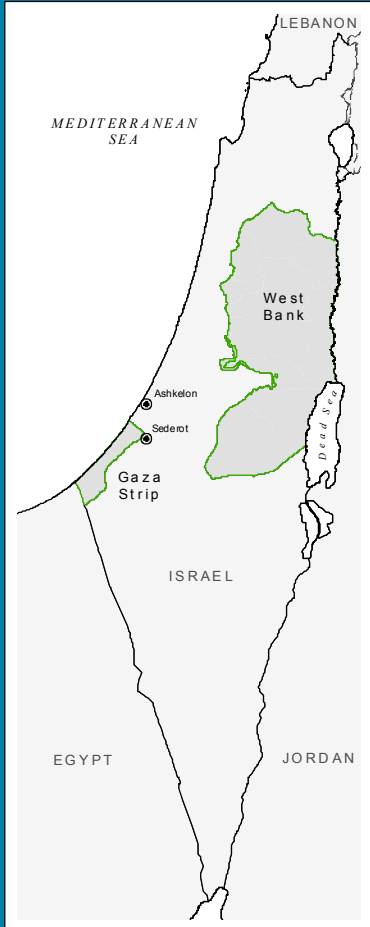 LEBANON
MEDITERRANEAN
SEA
West
Bank
Ashkelon
Dead Sea
Sederot
Gaza
Strip
ISRAEL
EGYPT
JORDAN